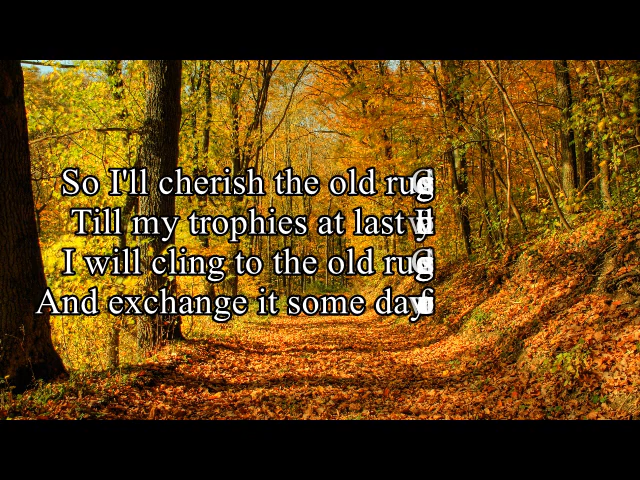 So I'll cherish the old
Till my trophies at last
I will cling to the old
And exchange it some